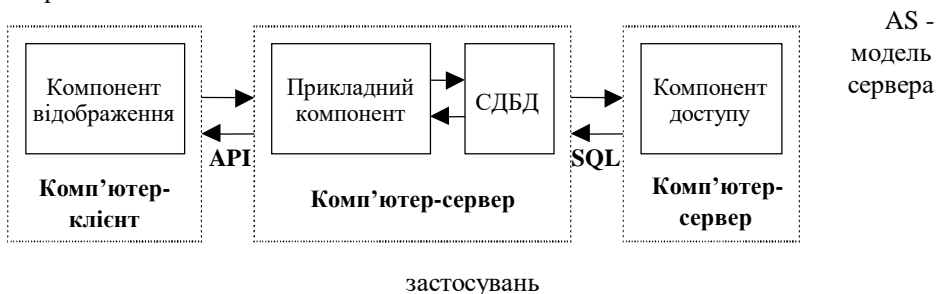 AS -
модель
сервера
Компонент
відображення
Прикладний
компонент
СДБД
Компонент
доступу
API
SQL
Комп’ютер-
клієнт
Комп’ютер-сервер
Комп’ютер-
сервер
застосувань